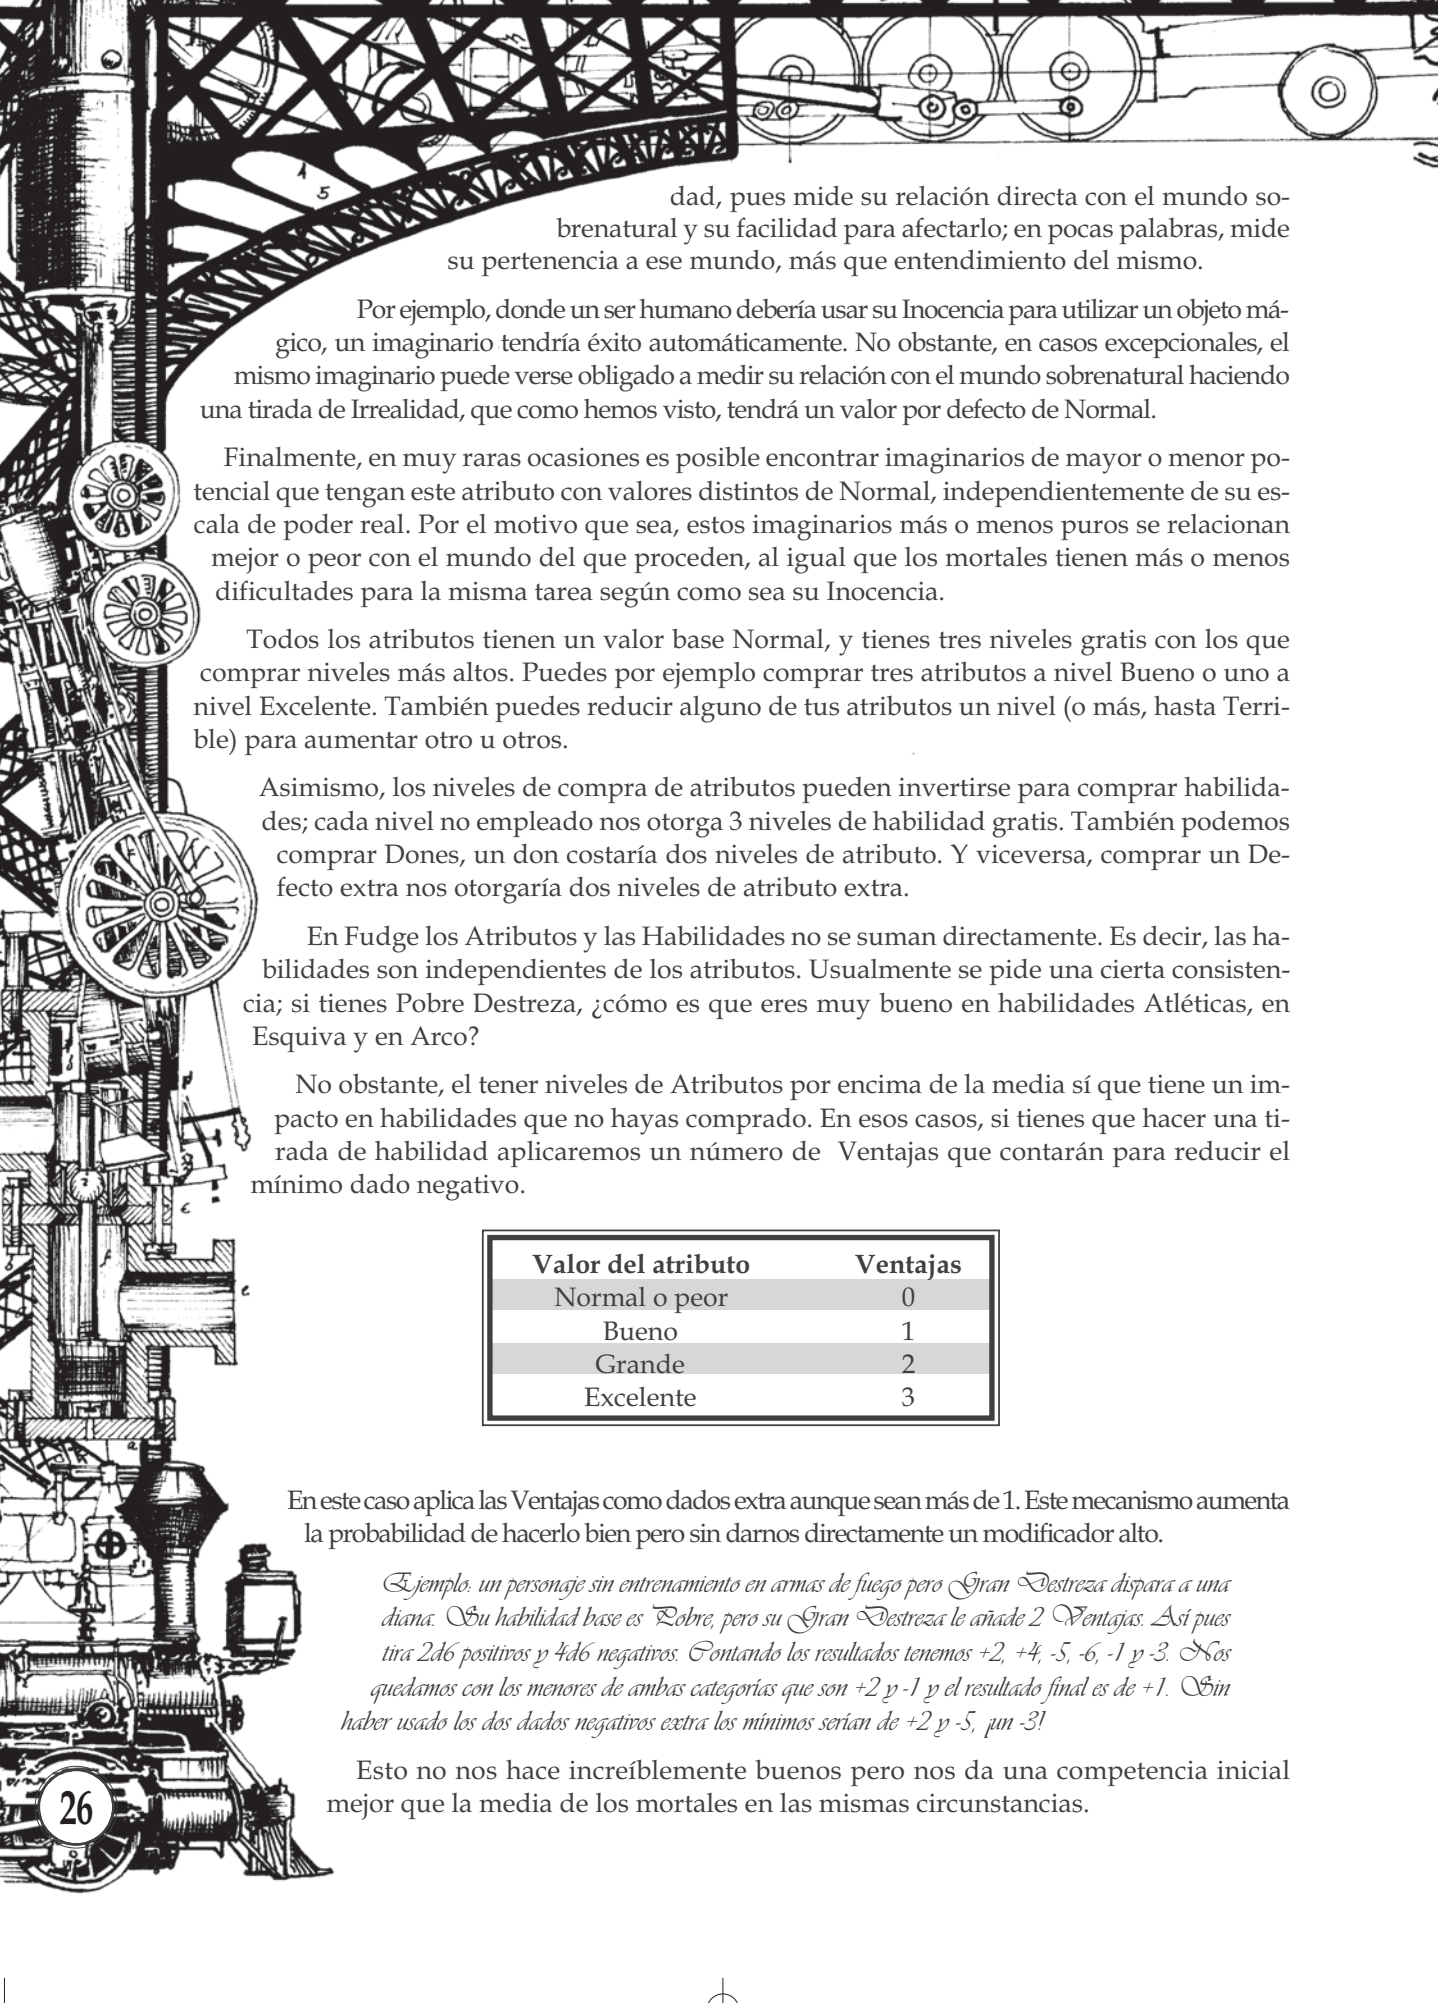 dad, pues mide su relación directa con el mundo so-
brenatural y su facilidad para afectarlo; en pocas palabras, mide
su pertenencia a ese mundo, más que entendimiento del mismo.
Por ejemplo, donde un ser humano debería usar su Inocencia para utilizar un objeto má-
gico, un imaginario tendría éxito automáticamente. No obstante, en casos excepcionales, el
mismo imaginario puede verse obligado a medir su relación con el mundo sobrenatural haciendo
una tirada de Irrealidad, que como hemos visto, tendrá un valor por defecto de Normal.
Finalmente, en muy raras ocasiones es posible encontrar imaginarios de mayor o menor po-
tencial que tengan este atributo con valores distintos de Normal, independientemente de su es-
cala de poder real. Por el motivo que sea, estos imaginarios más o menos puros se relacionan
mejor o peor con el mundo del que proceden, al igual que los mortales tienen más o menos
dificultades para la misma tarea según como sea su Inocencia.
Todos los atributos tienen un valor base Normal, y tienes tres niveles gratis con los que
comprar niveles más altos. Puedes por ejemplo comprar tres atributos a nivel Bueno o uno a
nivel Excelente. También puedes reducir alguno de tus atributos un nivel (o más, hasta Terri-
ble) para aumentar otro u otros.
Asimismo, los niveles de compra de atributos pueden invertirse para comprar habilida-
des; cada nivel no empleado nos otorga 3 niveles de habilidad gratis. También podemos
comprar Dones, un don costaría dos niveles de atributo. Y viceversa, comprar un De-
fecto extra nos otorgaría dos niveles de atributo extra.
En Fudge los Atributos y las Habilidades no se suman directamente. Es decir, las ha-
bilidades son independientes de los atributos. Usualmente se pide una cierta consisten-
cia; si tienes Pobre Destreza, ¿cómo es que eres muy bueno en habilidades Atléticas, en
Esquiva y en Arco?
No obstante, el tener niveles de Atributos por encima de la media sí que tiene un im-
pacto en habilidades que no hayas comprado. En esos casos, si tienes que hacer una ti-
rada de habilidad aplicaremos un número de Ventajas que contarán para reducir el
mínimo dado negativo.
Valor del atributo Ventajas
Normal o peor 0
Bueno 1
Grande 2
Excelente 3
En este caso aplica las Ventajas como dados extra aunque sean más de 1. Este mecanismo aumenta
la probabilidad de hacerlo bien pero sin darnos directamente un modificador alto.
Ejemplo: un personaje sin entrenamiento en armas de fuego pero Gran Destreza dispara a una
diana. Su habilidad base es Pobre, pero su Gran Destreza le añade 2 Ventajas. Así pues
tira 2d6 positivos y 4d6 negativos. Contando los resultados tenemos +2, +4, -5, -6, -1 y -3. Nos
quedamos con los menores de ambas categorías que son +2 y -1 y el resultado final es de +1. Sin
haber usado los dos dados negativos extra los mínimos serían de +2 y -5, ¡un -3!
Esto no nos hace increíblemente buenos pero nos da una competencia inicial
mejor que la media de los mortales en las mismas circunstancias.
26